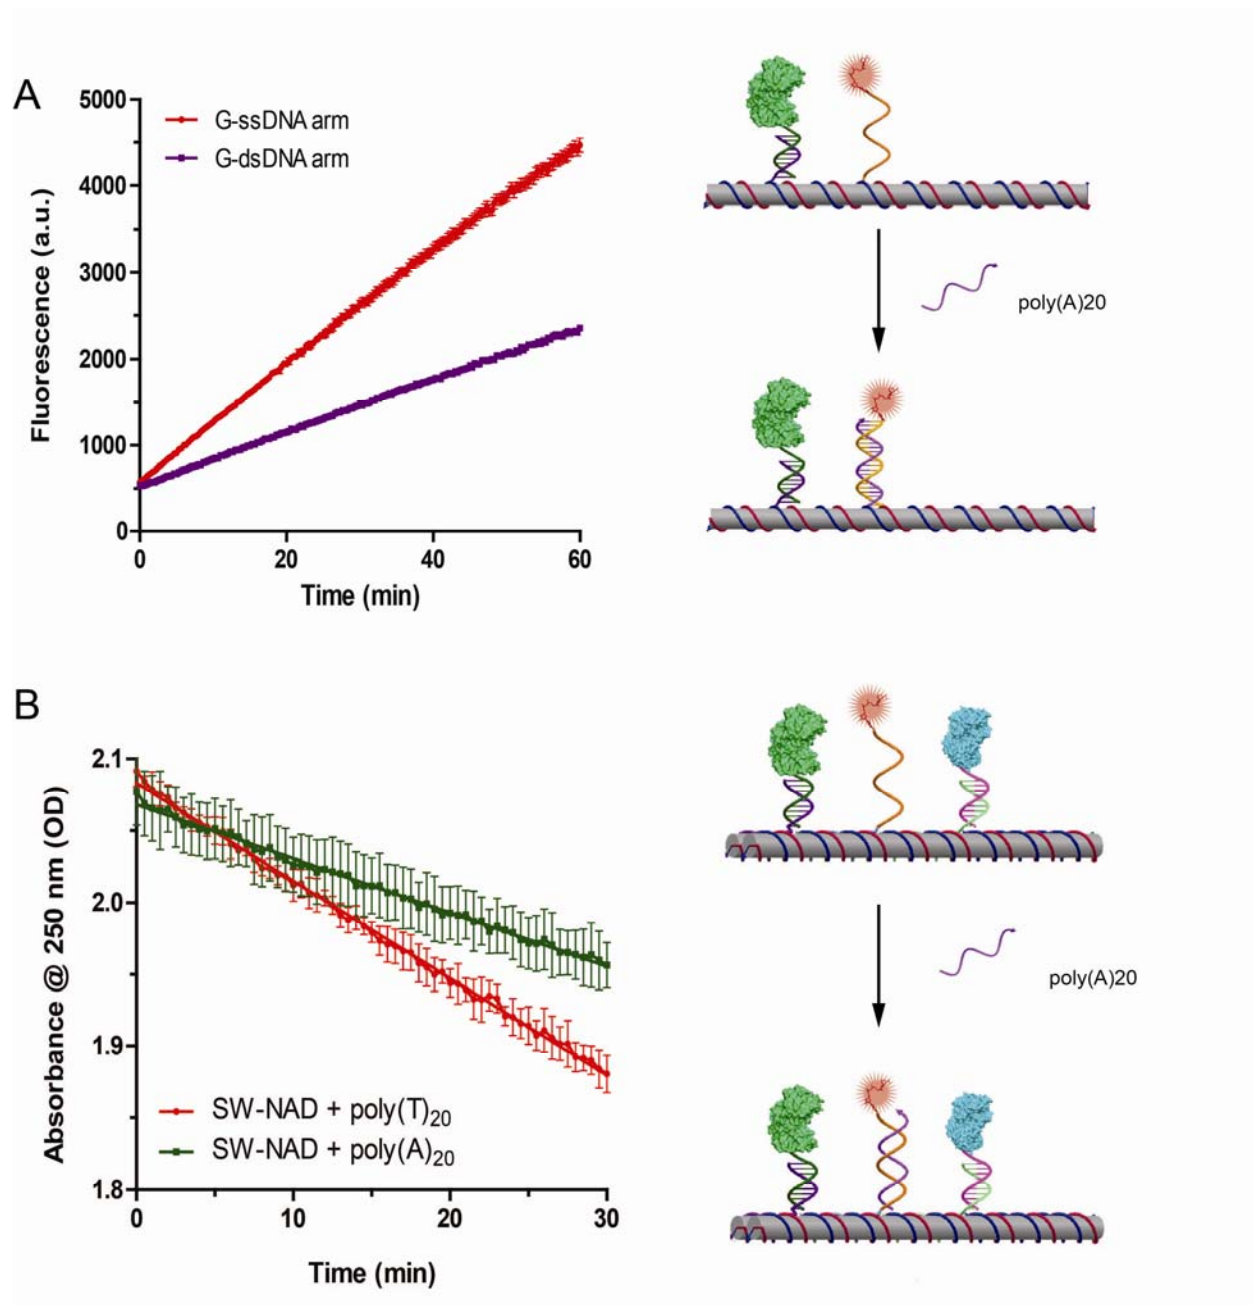 A
5000
4000
3000
2000
1000
0
Fluorescence (a.u.)
G-ssDNA arm
G-dsDNA arm
0 20 40 60
Time (min)
poly(A)20
B
2.1
2.0
1.9
1.8
Absorbance @ 250 nm (OD)
SW-NAD + poly(T)20
SW-NAD + poly(A)20
0 10 20 30
Time (min)
poly(A)20